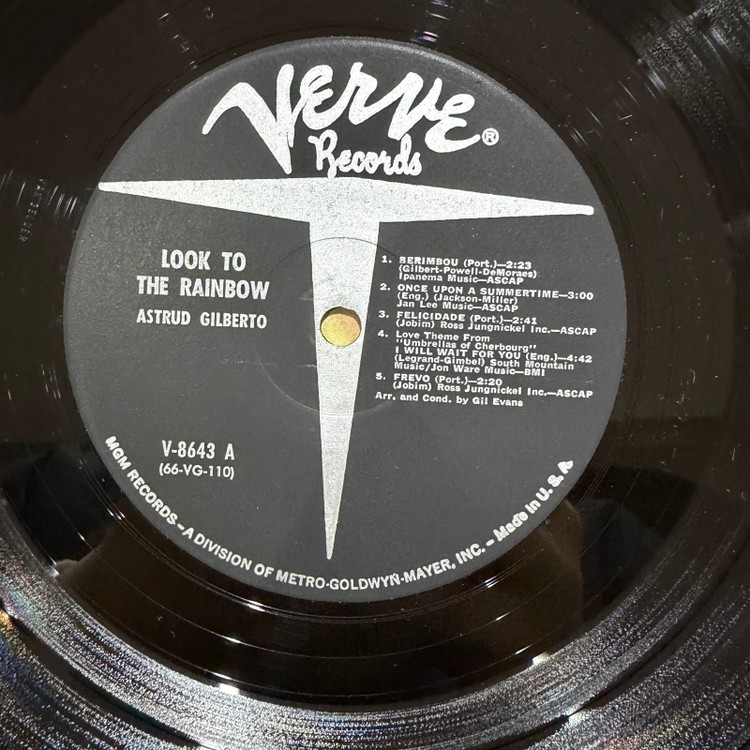 Verve®
Records
LOOK TO
THE RAINBOW
ASTRUD GILBERTO
1. BERIMBOU (Port.)—2:23
(Gilbert-Powell-DeMoraes)
Ipanema Music—ASCAP
2. ONCE UPON A SUMMERTIME—3:00
(Eng.) (Jackson-Miller)
Jan Lee Music—ASCAP
3. FELICIDADE (Port.)—2:41
(Jobim) Ross Jungnickel Inc.—ASCAP
4. Love Theme From
"Umbrellas of Cherbourg"
I WILL WAIT FOR YOU (Eng.)—4:42
(Legrand-Gimbel) South Mountain
Music/Jon Ware Music—BMI
5. FREVO (Port.)—2:20
(Jobim) Ross Jungnickel Inc.—ASCAP
Arr. and Cond. by Gil Evans
V-8643 A
(66-VG-110)
MGM RECORDS – A DIVISION OF METRO-GOLDWYN-MAYER, INC. – Made in U. S. A.